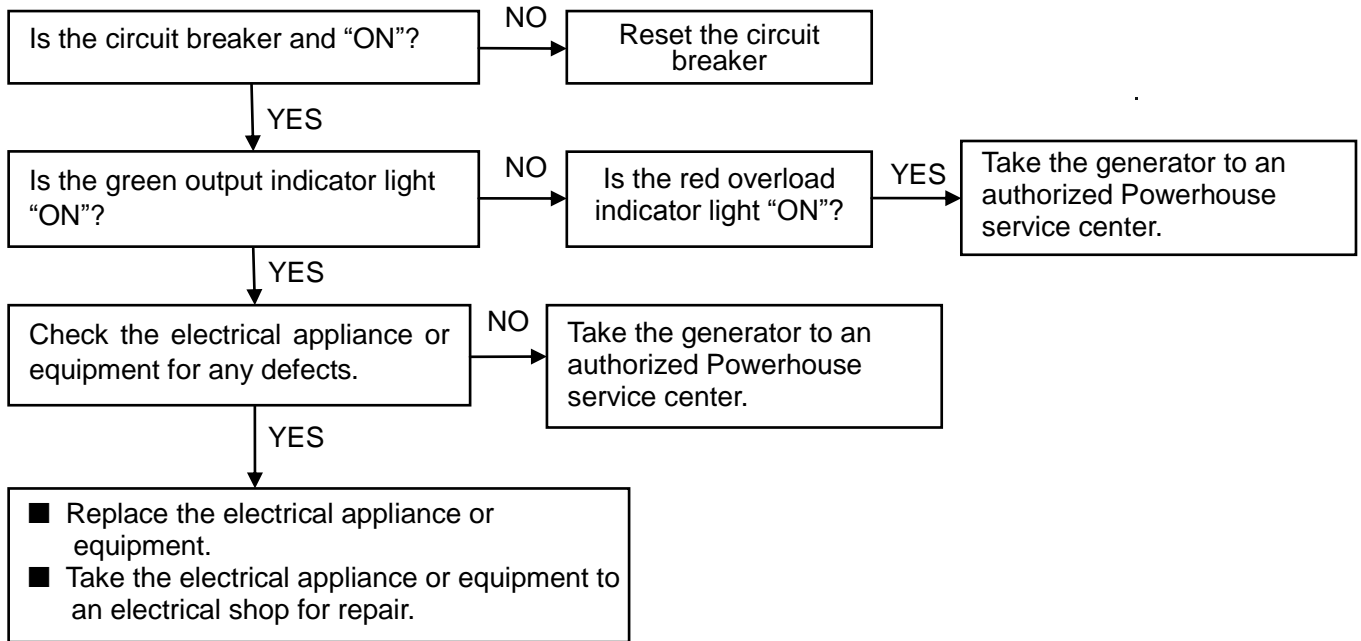 Is the circuit breaker and “ON”?
NO
Reset the circuit
breaker
YES
Is the green output indicator light
“ON”?
NO
Is the red overload
indicator light “ON”?
YES
Take the generator to an
authorized Powerhouse
service center.
YES
Check the electrical appliance or
equipment for any defects.
NO
Take the generator to an
authorized Powerhouse
service center.
YES
■ Replace the electrical appliance or
equipment.
■ Take the electrical appliance or equipment to
an electrical shop for repair.